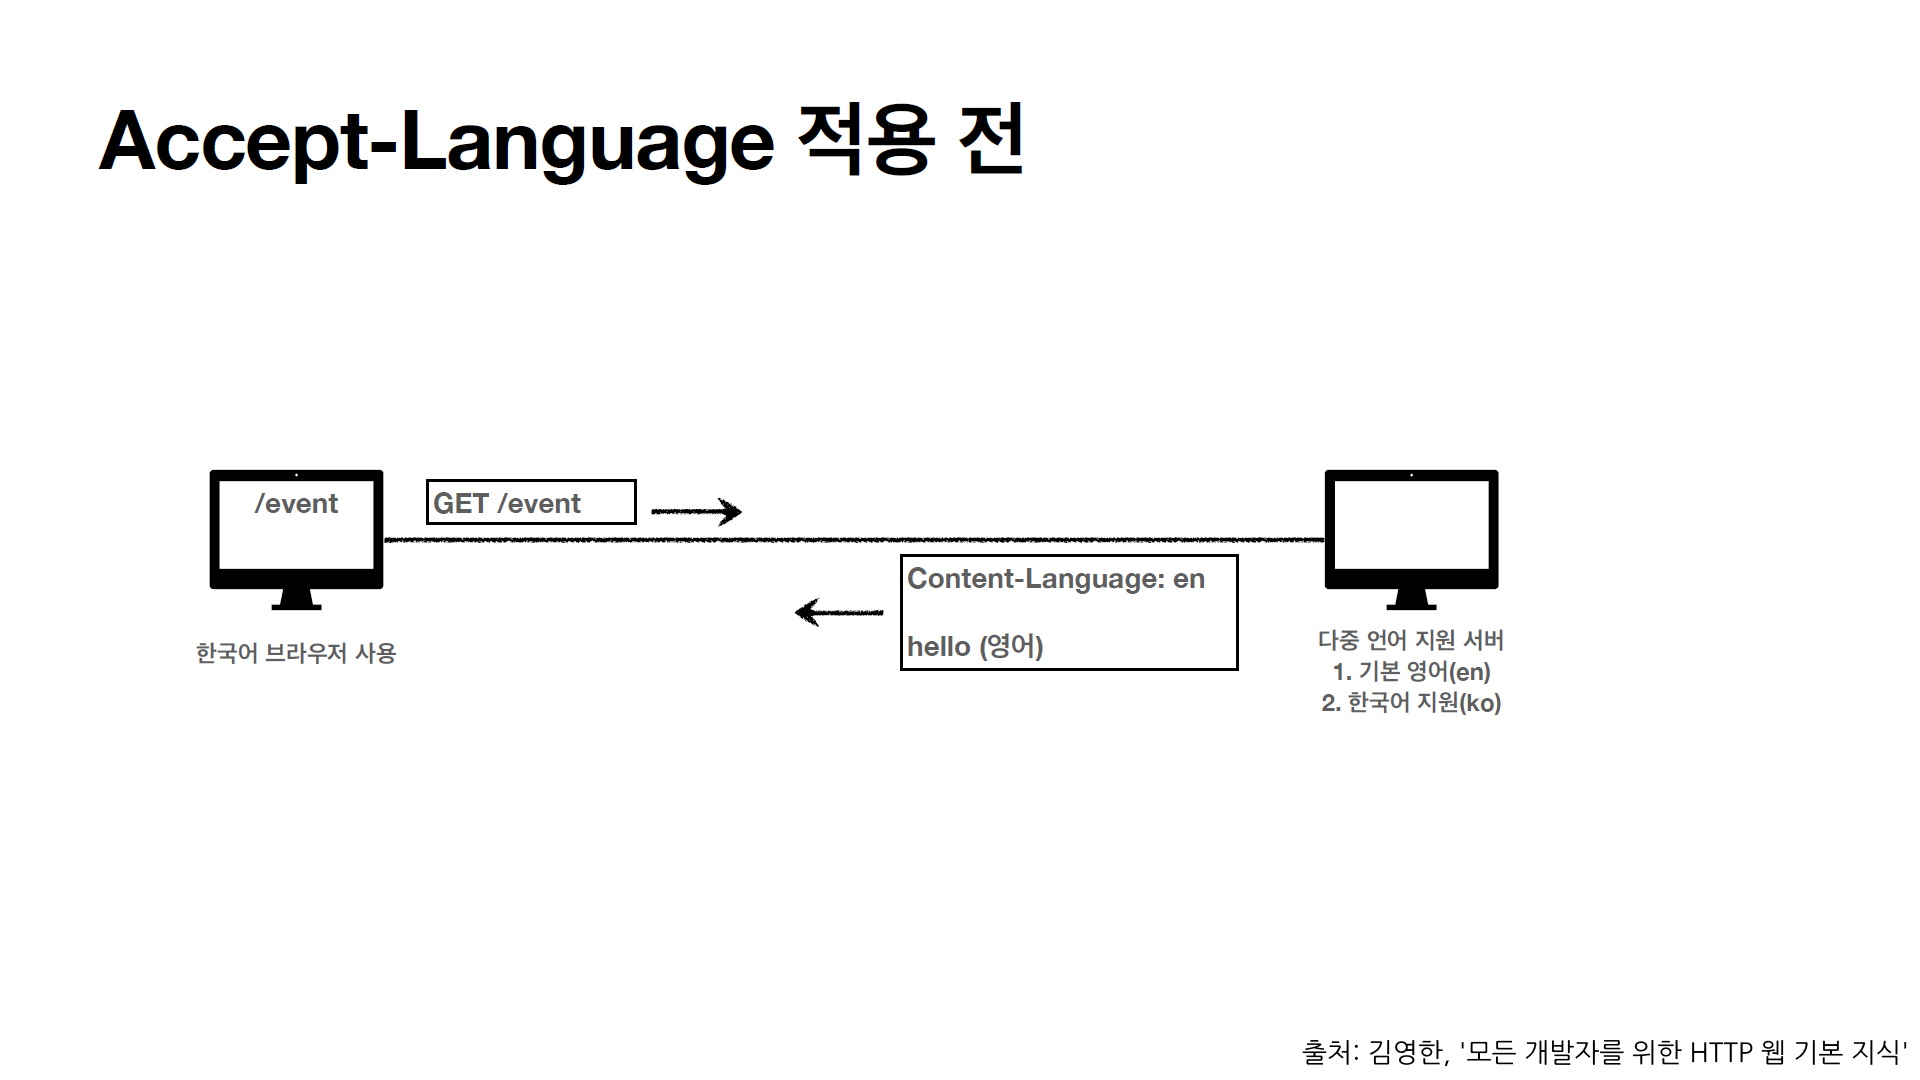 Accept-Language 적용 전
/event
GET /event
Content-Language: en
hello (영어)
한국어 브라우저 사용
다중 언어 지원 서버
1. 기본 영어(en)
2. 한국어 지원(ko)
출처: 김영한, '모든 개발자를 위한 HTTP 웹 기본 지식'